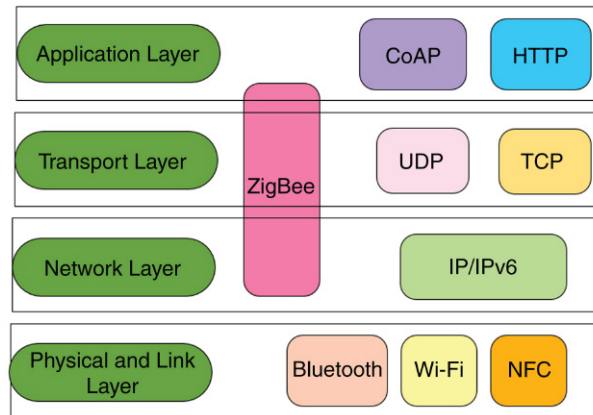 Application Layer
CoAP
HTTP
Transport Layer
ZigBee
UDP
TCP
Network Layer
IP/IPv6
Physical and Link
Layer
Bluetooth
Wi-Fi
NFC